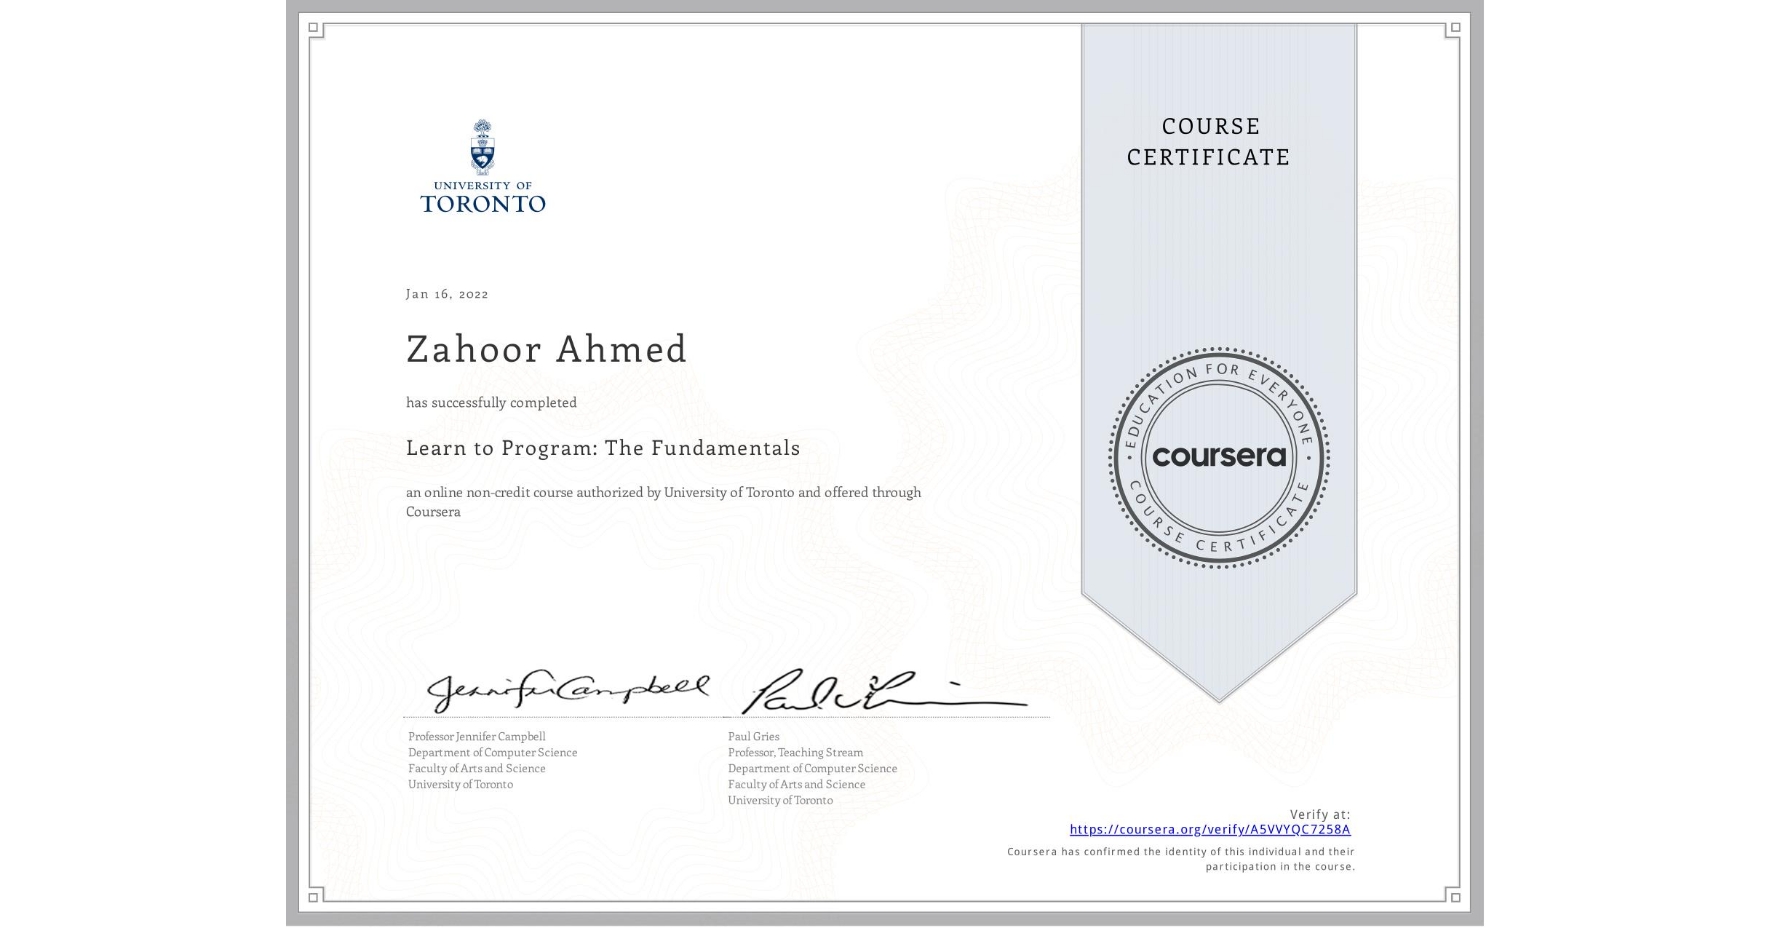 UNIVERSITY OF
TORONTO
COURSE
CERTIFICATE
Jan 16, 2022
Zahoor Ahmed
has successfully completed
Learn to Program: The Fundamentals
an online non-credit course authorized by University of Toronto and offered through
Coursera
EDUCATION FOR EVERYONE
coursera
COURSE CERTIFICATE
Jennifer Campbell
Professor Jennifer Campbell
Department of Computer Science
Faculty of Arts and Science
University of Toronto
Paul Gries
Professor, Teaching Stream
Department of Computer Science
Faculty of Arts and Science
University of Toronto
Verify at:
https://coursera.org/verify/A5VVYQC7258A
Coursera has confirmed the identity of this individual and their
participation in the course.